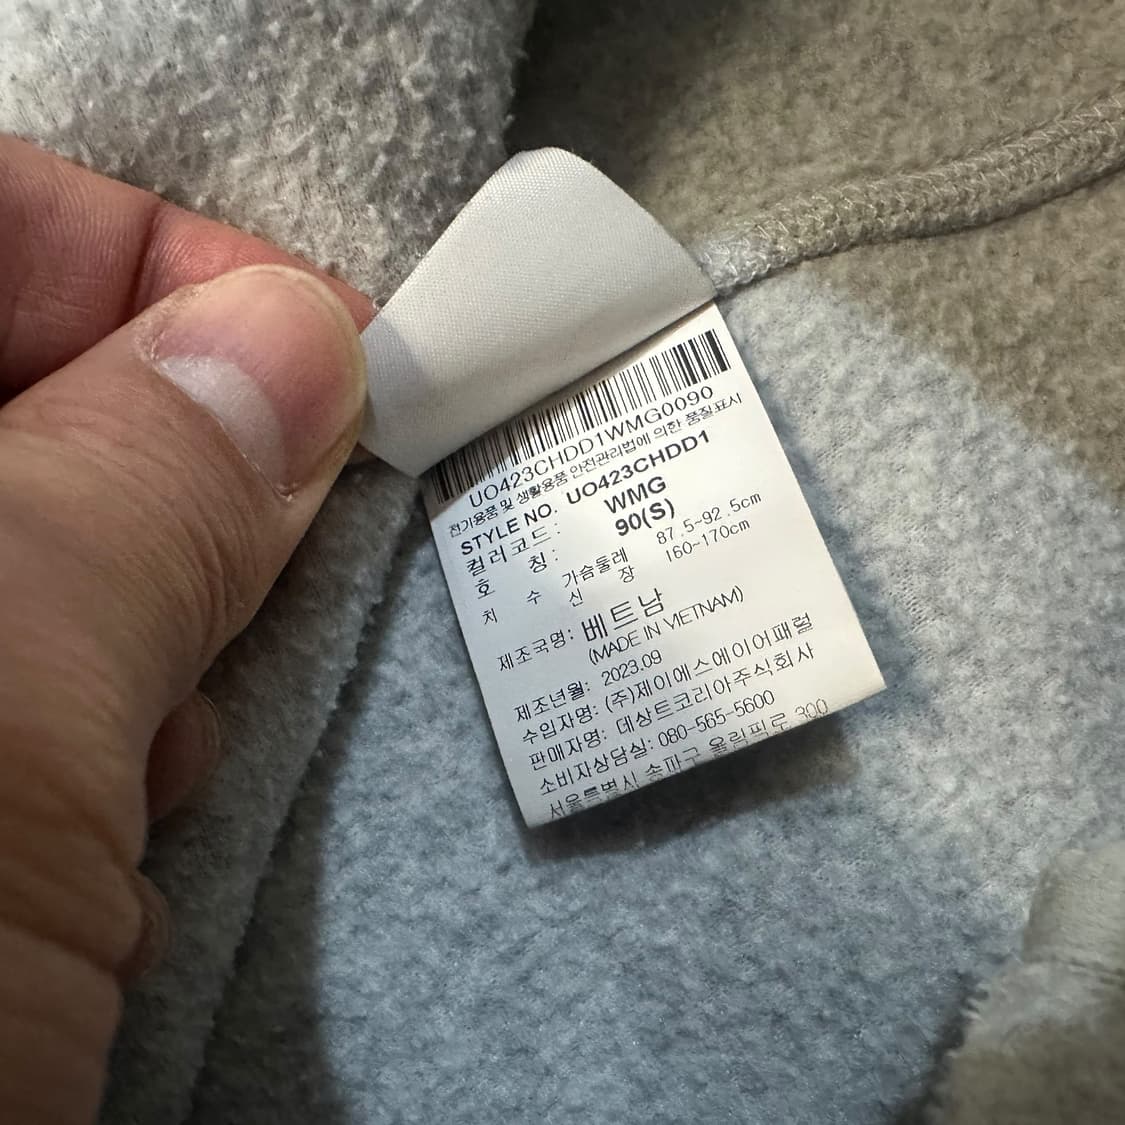 UO423CHDD1WMG0090
전기용품 및 생활용품 안전관리법에 의한 품질표시
STYLE NO. UO423CHDD1
컬러코드: WMG
호 칭: 90(S)
치 수 가슴둘레 87.5~92.5cm
신 장 160~170cm
제조국명: 베트남
(MADE IN VIETNAM)
제조년월: 2023.09
수입자명: (주)제이에스에이어패럴
판매자명: 데상트코리아주식회사
소비자상담실: 080-565-5600
서울특별시 송파구 올림픽로 300